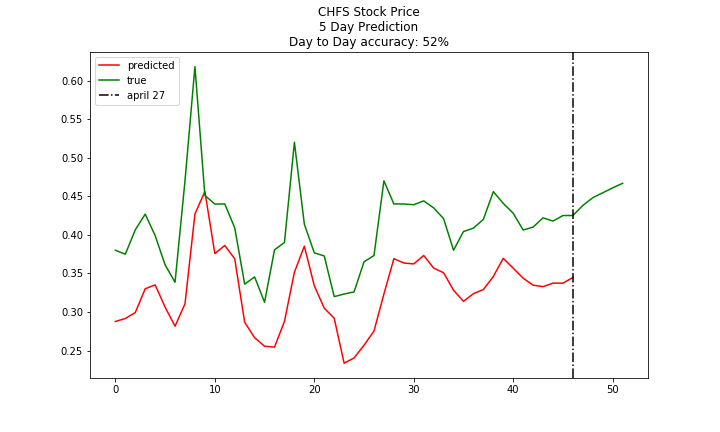 CHFS Stock Price
5 Day Prediction
Day to Day accuracy: 52%
predicted
true
april 27
0.60
0.55
0.50
0.45
0.40
0.35
0.30
0.25
0 10 20 30 40 50